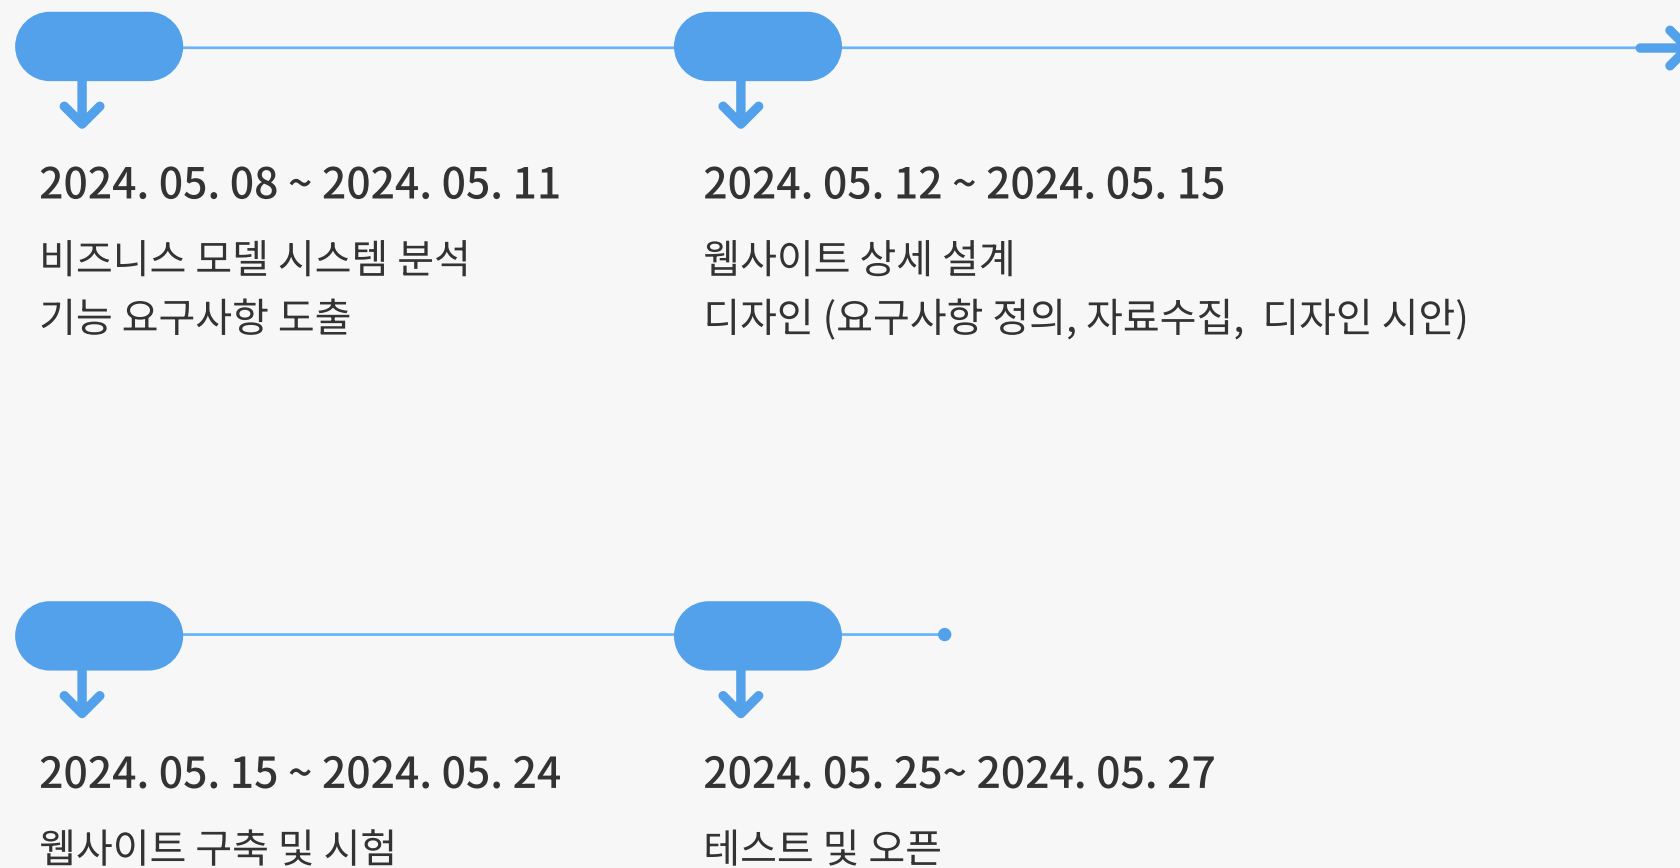 2024. 05. 08 ~ 2024. 05. 11
비즈니스 모델 시스템 분석
기능 요구사항 도출
2024. 05. 12 ~ 2024. 05. 15
웹사이트 상세 설계
디자인 (요구사항 정의, 자료수집,  디자인 시안)
2024. 05. 15 ~ 2024. 05. 24
웹사이트 구축 및 시험
2024. 05. 25~ 2024. 05. 27
테스트 및 오픈